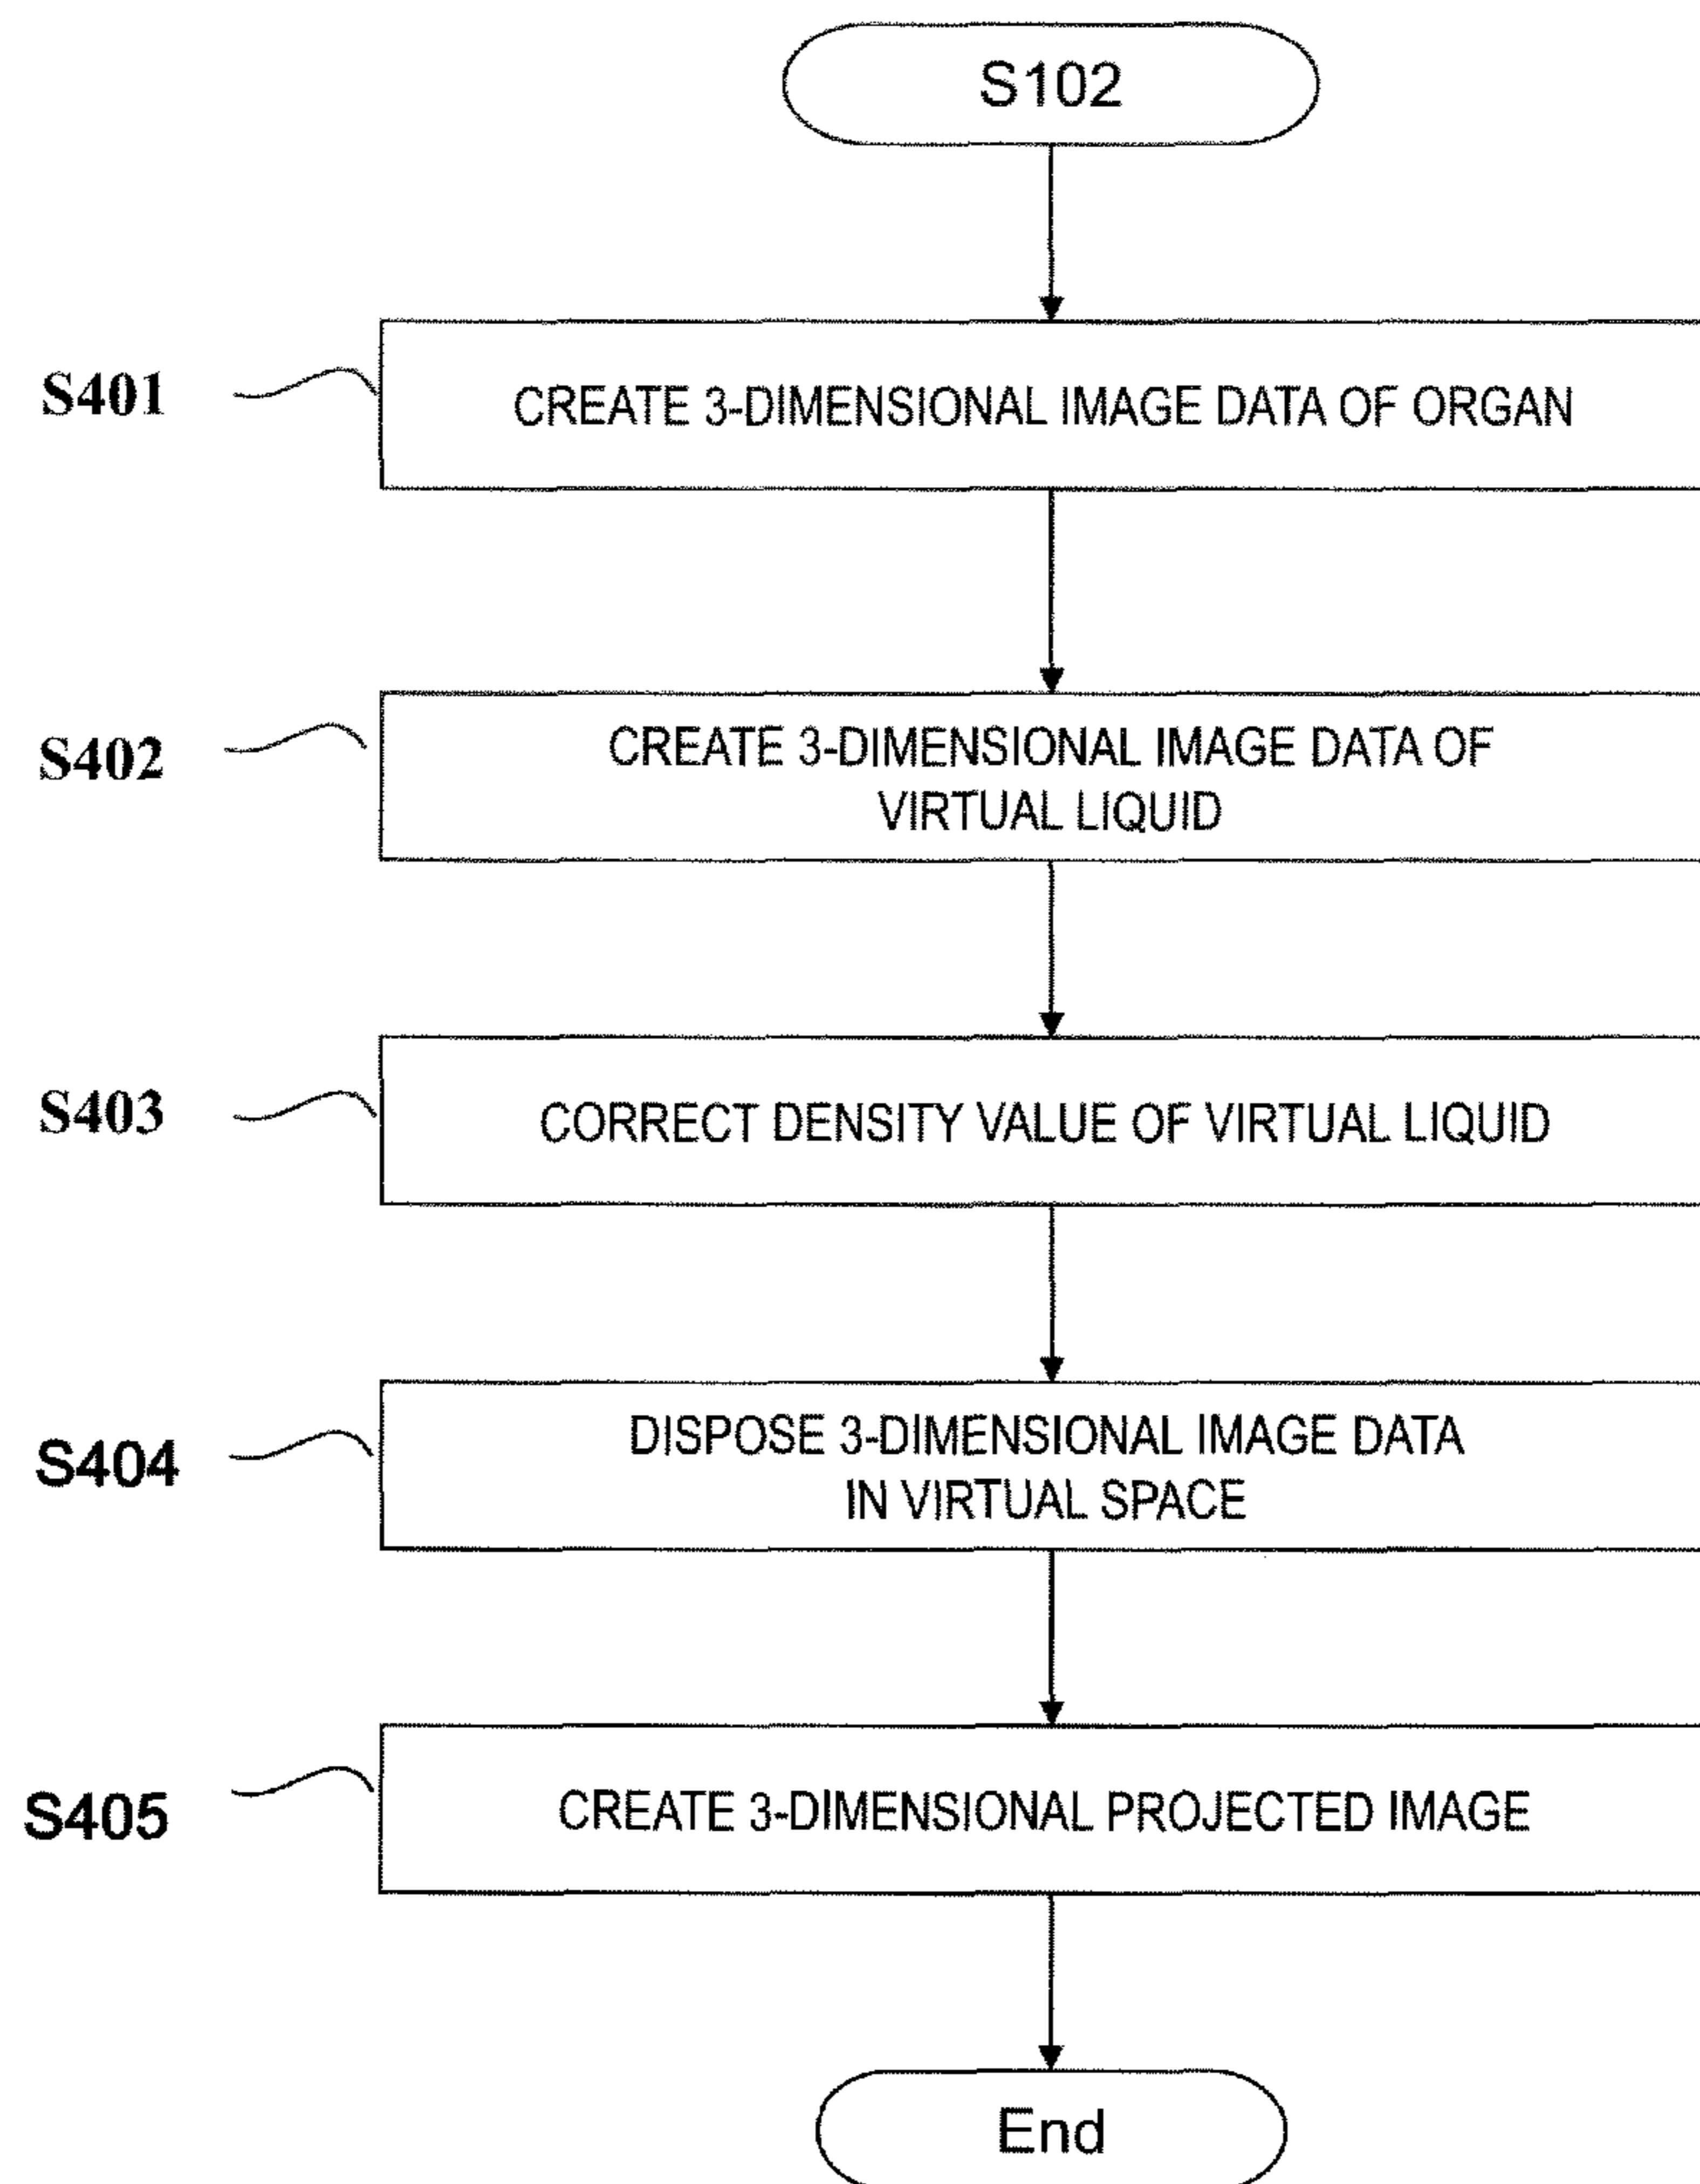 S102
S401
CREATE 3-DIMENSIONAL IMAGE DATA OF ORGAN
S402
CREATE 3-DIMENSIONAL IMAGE DATA OF
VIRTUAL LIQUID
S403
CORRECT DENSITY VALUE OF VIRTUAL LIQUID
S404
DISPOSE 3-DIMENSIONAL IMAGE DATA
IN VIRTUAL SPACE
S405
CREATE 3-DIMENSIONAL PROJECTED IMAGE
End